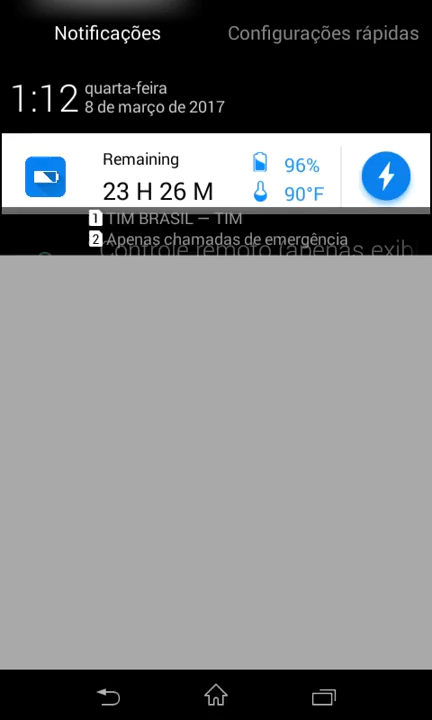 Notificações
Configurações rápidas
1:12
quarta-feira
8 de março de 2017
Remaining
23 H 26 M
96%
90°F
1 TIM BRASIL — TIM
2 Apenas chamadas de emergência
Controle remoto (apenas exib